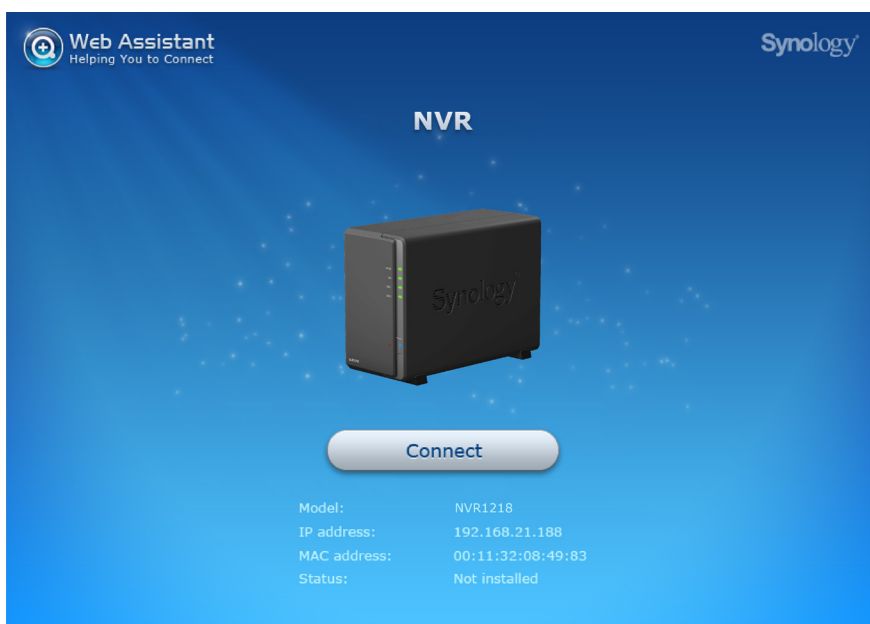 Web Assistant
Helping You to Connect
Synology
NVR
Synology
Connect
Model: NVR1218
IP address: 192.168.21.188
MAC address: 00:11:32:08:49:83
Status: Not installed